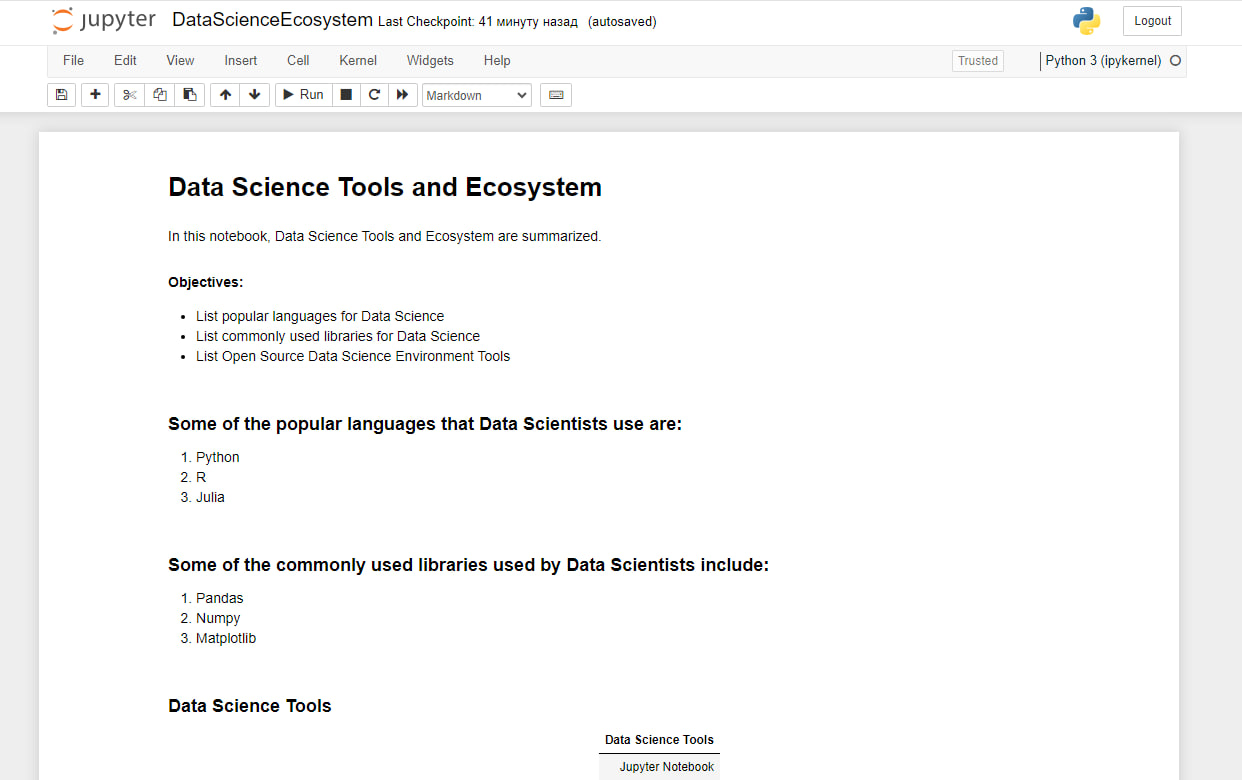 jupyter DataScienceEcosystem Last Checkpoint: 41 минуту назад (autosaved) Logout
File Edit View Insert Cell Kernel Widgets Help Trusted Python 3 (ipykernel)
Run Markdown
Data Science Tools and Ecosystem
In this notebook, Data Science Tools and Ecosystem are summarized.
Objectives:
• List popular languages for Data Science
• List commonly used libraries for Data Science
• List Open Source Data Science Environment Tools
Some of the popular languages that Data Scientists use are:
1. Python
2. R
3. Julia
Some of the commonly used libraries used by Data Scientists include:
1. Pandas
2. Numpy
3. Matplotlib
Data Science Tools
Data Science Tools
Jupyter Notebook